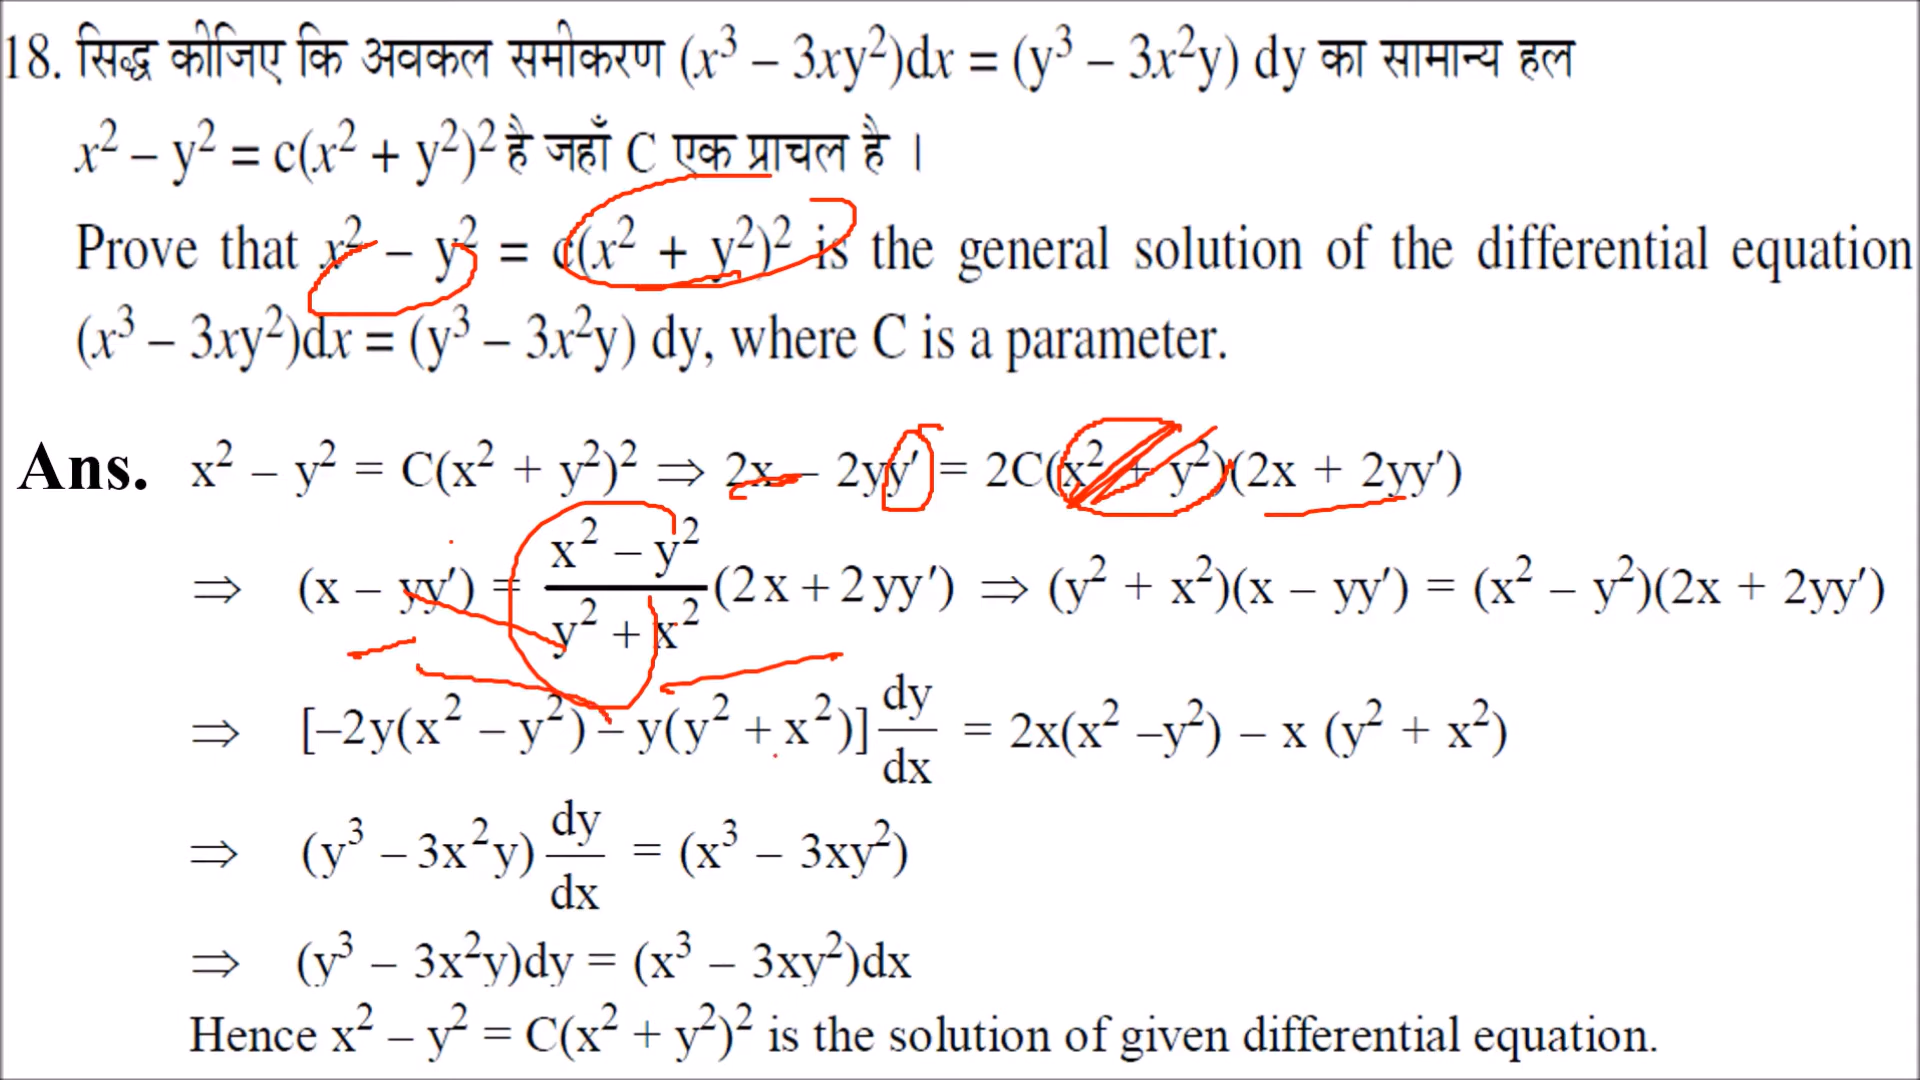 18. सिद्ध कीजिए कि अवकल समीकरण (x³ – 3xy²)dx = (y³ – 3x²y) dy का सामान्य हल
x² – y² = c(x² + y²)² है जहाँ C एक प्राचल है ।
Prove that x² – y² = c(x² + y²)² is the general solution of the differential equation
(x³ – 3xy²)dx = (y³ – 3x²y) dy, where C is a parameter.
Ans. x² – y² = C(x² + y²)² ⇒ 2x – 2yy′ = 2C(x² + y²)(2x + 2yy′)
⇒ (x – yy′) = (x² – y²)/(y² + x²) (2x + 2yy′) ⇒ (y² + x²)(x – yy′) = (x² – y²)(2x + 2yy′)
⇒ [–2y(x² – y²) – y(y² + x²)] dy/dx = 2x(x² –y²) – x (y² + x²)
⇒ (y³ – 3x²y) dy/dx = (x³ – 3xy²)
⇒ (y³ – 3x²y)dy = (x³ – 3xy²)dx
Hence x² – y² = C(x² + y²)² is the solution of given differential equation.